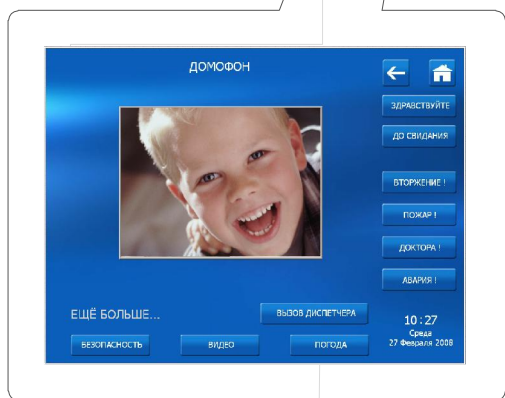 ДОМОФОН
ЗДРАВСТВУЙТЕ
ДО СВИДАНИЯ
ВТОРЖЕНИЕ !
ПОЖАР !
ДОКТОРА !
АВАРИЯ !
ЕЩЁ БОЛЬШЕ...
ВЫЗОВ ДИСПЕТЧЕРА
БЕЗОПАСНОСТЬ
ВИДЕО
ПОГОДА
10:27
Среда
27 Февраля 2008